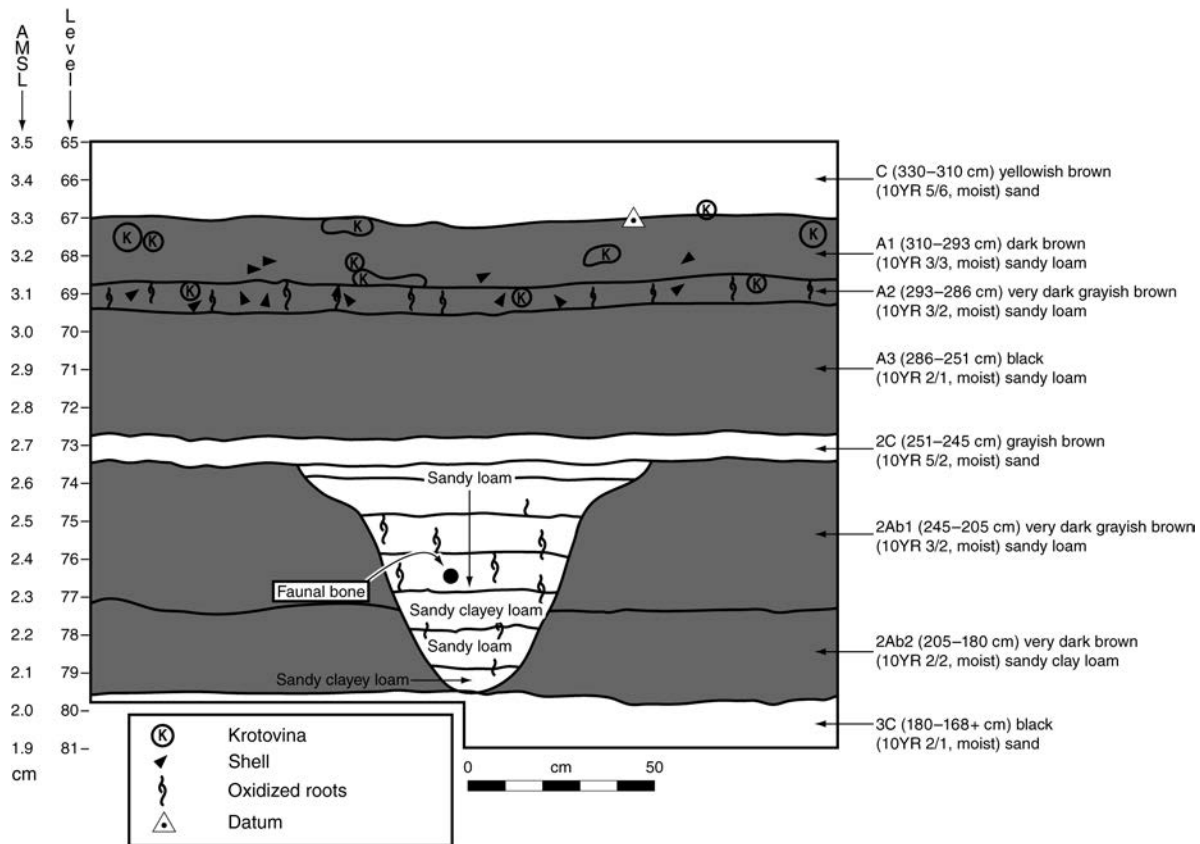 AMSL
Level
3.5 65
3.4 66
3.3 67
3.2 68
3.1 69
3.0 70
2.9 71
2.8 72
2.7 73
2.6 74
2.5 75
2.4 76
2.3 77
2.2 78
2.1 79
2.0 80
1.9 81
cm
C (330–310 cm) yellowish brown
(10YR 5/6, moist) sand
A1 (310–293 cm) dark brown
(10YR 3/3, moist) sandy loam
A2 (293–286 cm) very dark grayish brown
(10YR 3/2, moist) sandy loam
A3 (286–251 cm) black
(10YR 2/1, moist) sandy loam
2C (251–245 cm) grayish brown
(10YR 5/2, moist) sand
2Ab1 (245–205 cm) very dark grayish brown
(10YR 3/2, moist) sandy loam
2Ab2 (205–180 cm) very dark brown
(10YR 2/2, moist) sandy clay loam
3C (180–168+ cm) black
(10YR 2/1, moist) sand
K
K
K
K
K
K
K
K
K
K
K
Sandy loam
Faunal bone
Sandy clayey loam
Sandy loam
Sandy clayey loam
K Krotovina
Shell
Oxidized roots
Datum
0 cm 50